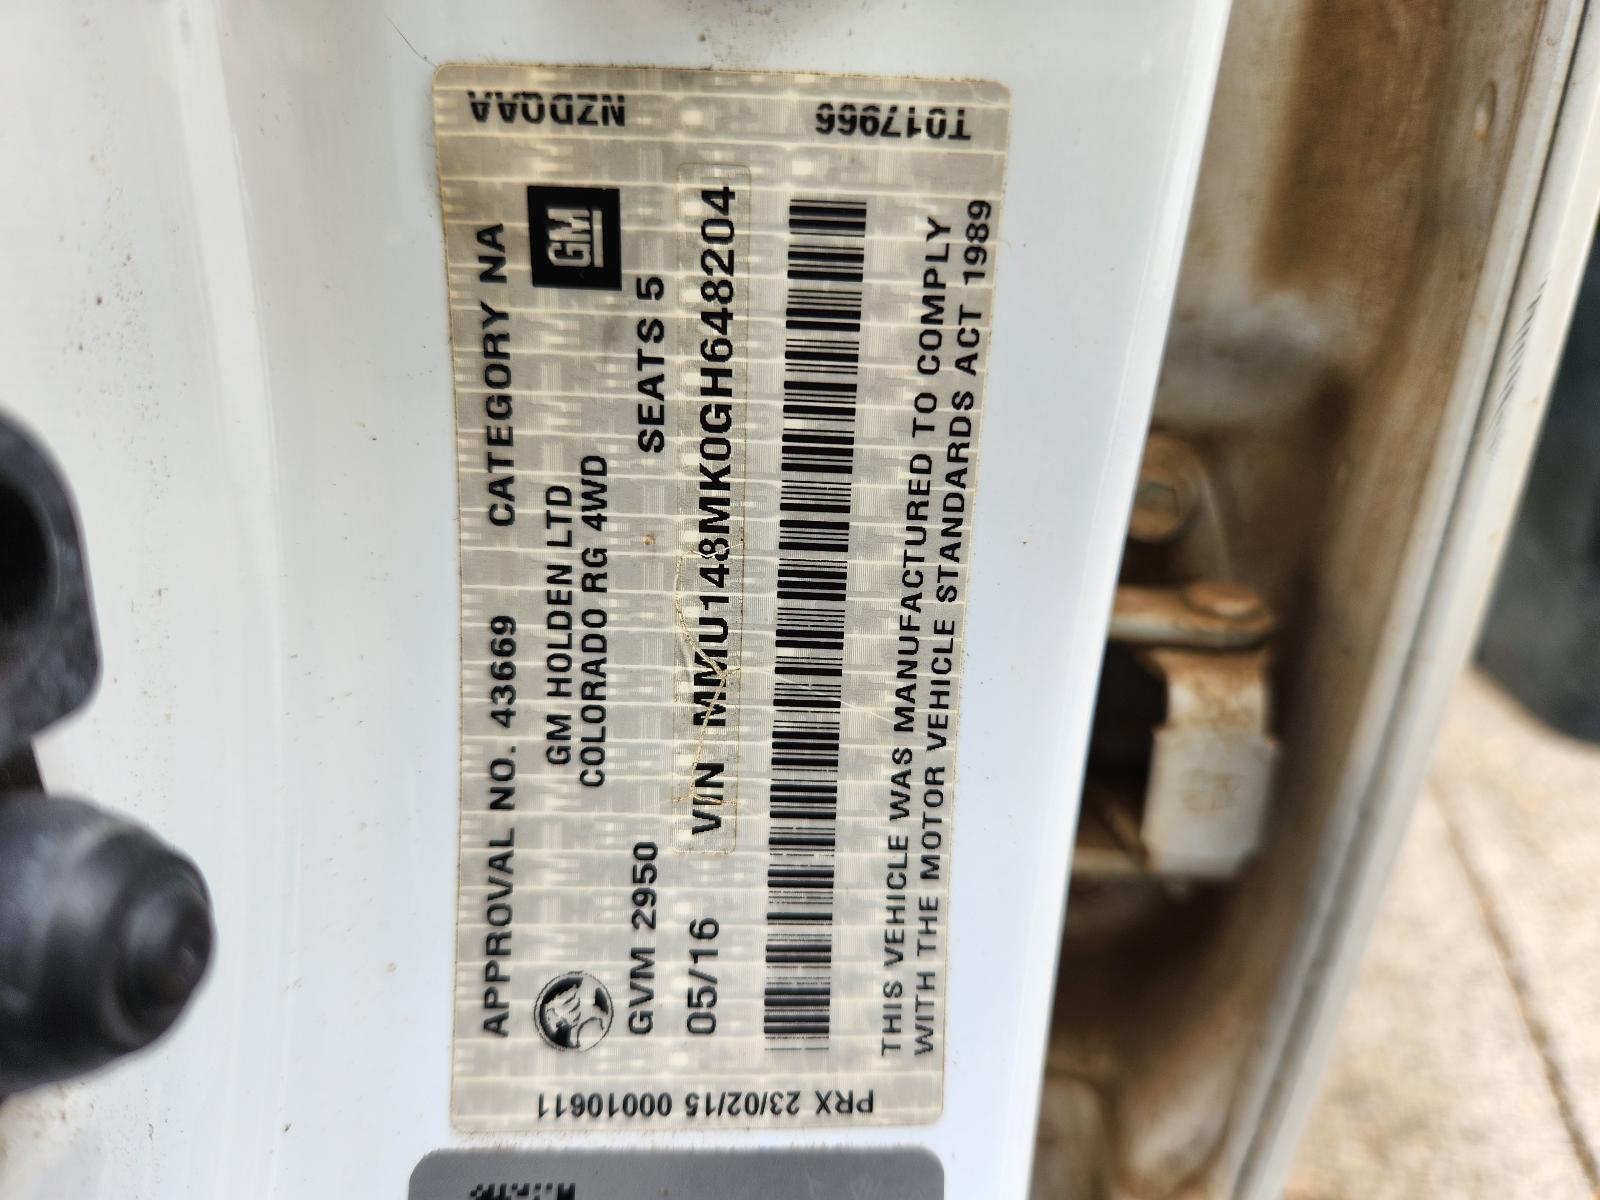 APPROVAL NO. 43669 CATEGORY NA
GM HOLDEN LTD
COLORADO RG 4WD
GM
GVM 2950 SEATS 5
05/16 VIN MMU148MK0GH648204
THIS VEHICLE WAS MANUFACTURED TO COMPLY
WITH THE MOTOR VEHICLE STANDARDS ACT 1989
PRX 23/02/15 00010611
T017966 NZDQAA